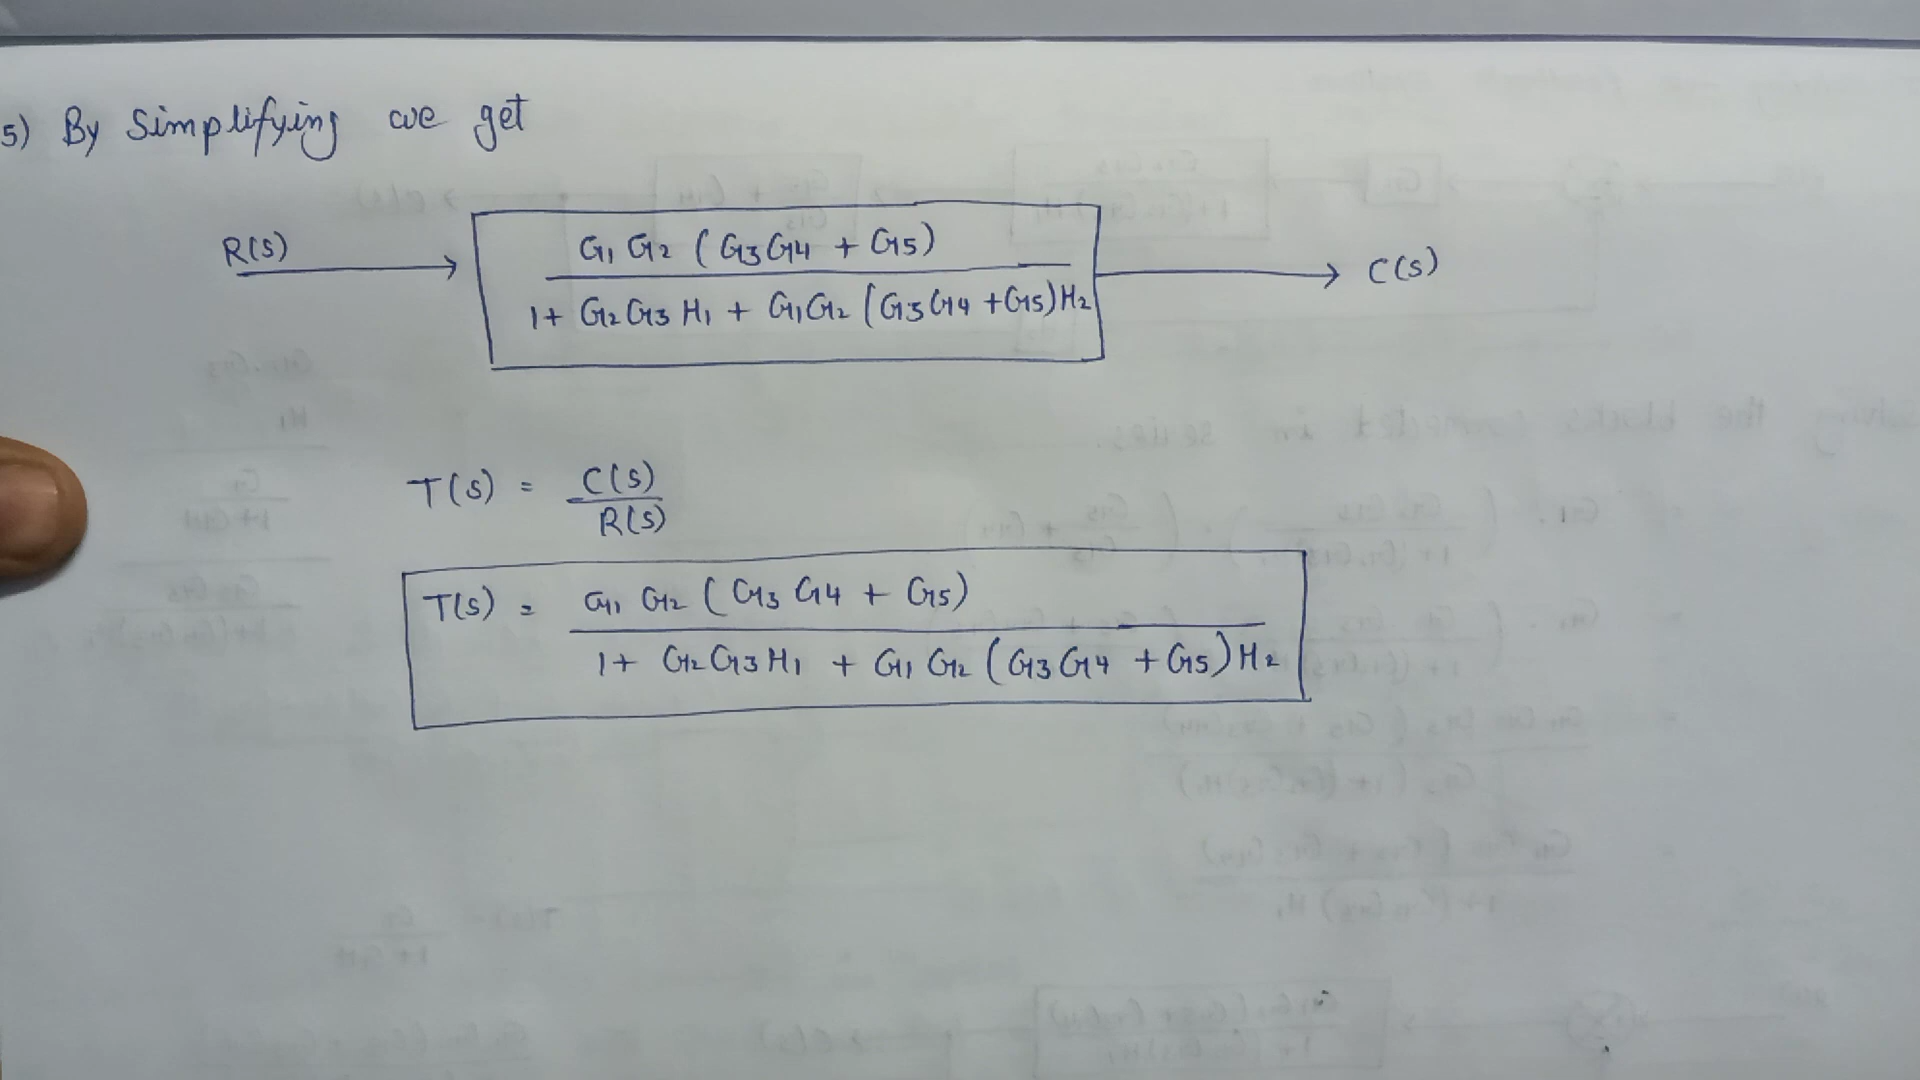 5) By Simplifying we get
R(S)
G1 G2 (G3G4 + G5)
C(S)
1+ G2G3 H1 + G1G2 (G3G4 +G5)H2
T(S) = C(S)
R(S)
T(S) = G1 G2 (G3 G4 + G5)
1+ G2G3H1 + G1 G2 (G3G4 +G5)H2